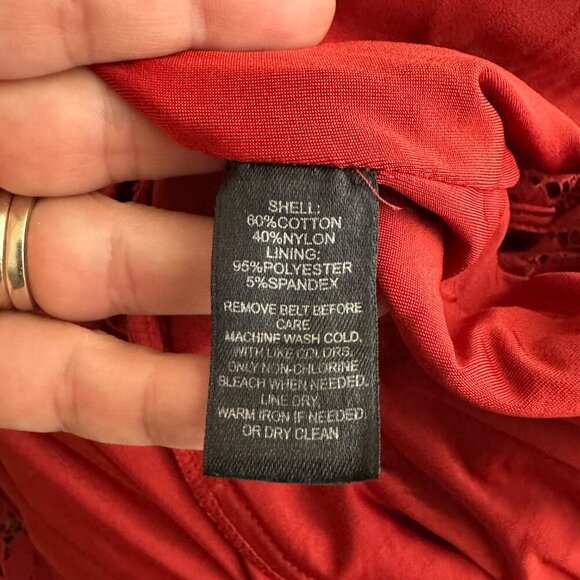 SHELL:
60%COTTON
40%NYLON
LINING:
95%POLYESTER
5%SPANDEX
REMOVE BELT BEFORE
CARE
MACHINE WASH COLD,
WITH LIKE COLORS,
ONLY NON-CHLORINE
BLEACH WHEN NEEDED,
LINE DRY,
WARM IRON IF NEEDED
OR DRY CLEAN